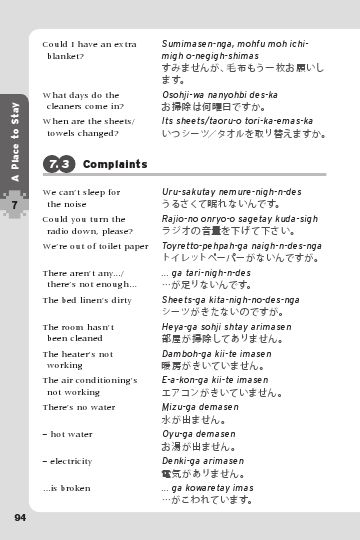 Could I have an extra
blanket?
Sumimasen-nga, mohfu moh ichi-
migh o-negigh-shimas
すみませんが、毛布もう一枚お願いし
ます。
What days do the
cleaners come in?
Osohji-wa nanyohbi des-ka
お掃除は何曜日ですか。
When are the sheets/
towels changed?
Its sheets/taoru-o tori-ka-emas-ka
いつシーツ／タオルを取り替えますか。
7.3 Complaints
We can't sleep for
the noise
Uru-sakutay nemure-nigh-n-des
うるさくて眠れないんです。
Could you turn the
radio down, please?
Rajio-no onryo-o sagetay kuda-sigh
ラジオの音量を下げて下さい。
We're out of toilet paper
Toyretto-pehpah-ga naigh-n-des-nga
トイレットペーパーがないんですが。
There aren't any.../
there's not enough...
... ga tari-nigh-n-des
…が足りないんです。
The bed linen's dirty
Sheets-ga kita-nigh-no-des-nga
シーツがきたないのですが。
The room hasn't
been cleaned
Heya-ga sohji shtay arimasen
部屋が掃除してありません。
The heater's not
working
Damboh-ga kii-te imasen
暖房がきいていません。
The air conditioning's
not working
E-a-kon-ga kii-te imasen
エアコンがきいていません。
There's no water
Mizu-ga demasen
水が出ません。
– hot water
Oyu-ga demasen
お湯が出ません。
– electricity
Denki-ga arimasen
電気がありません。
...is broken
... ga kowaretay imas
…がこわれています。
A Place to Stay
7
94